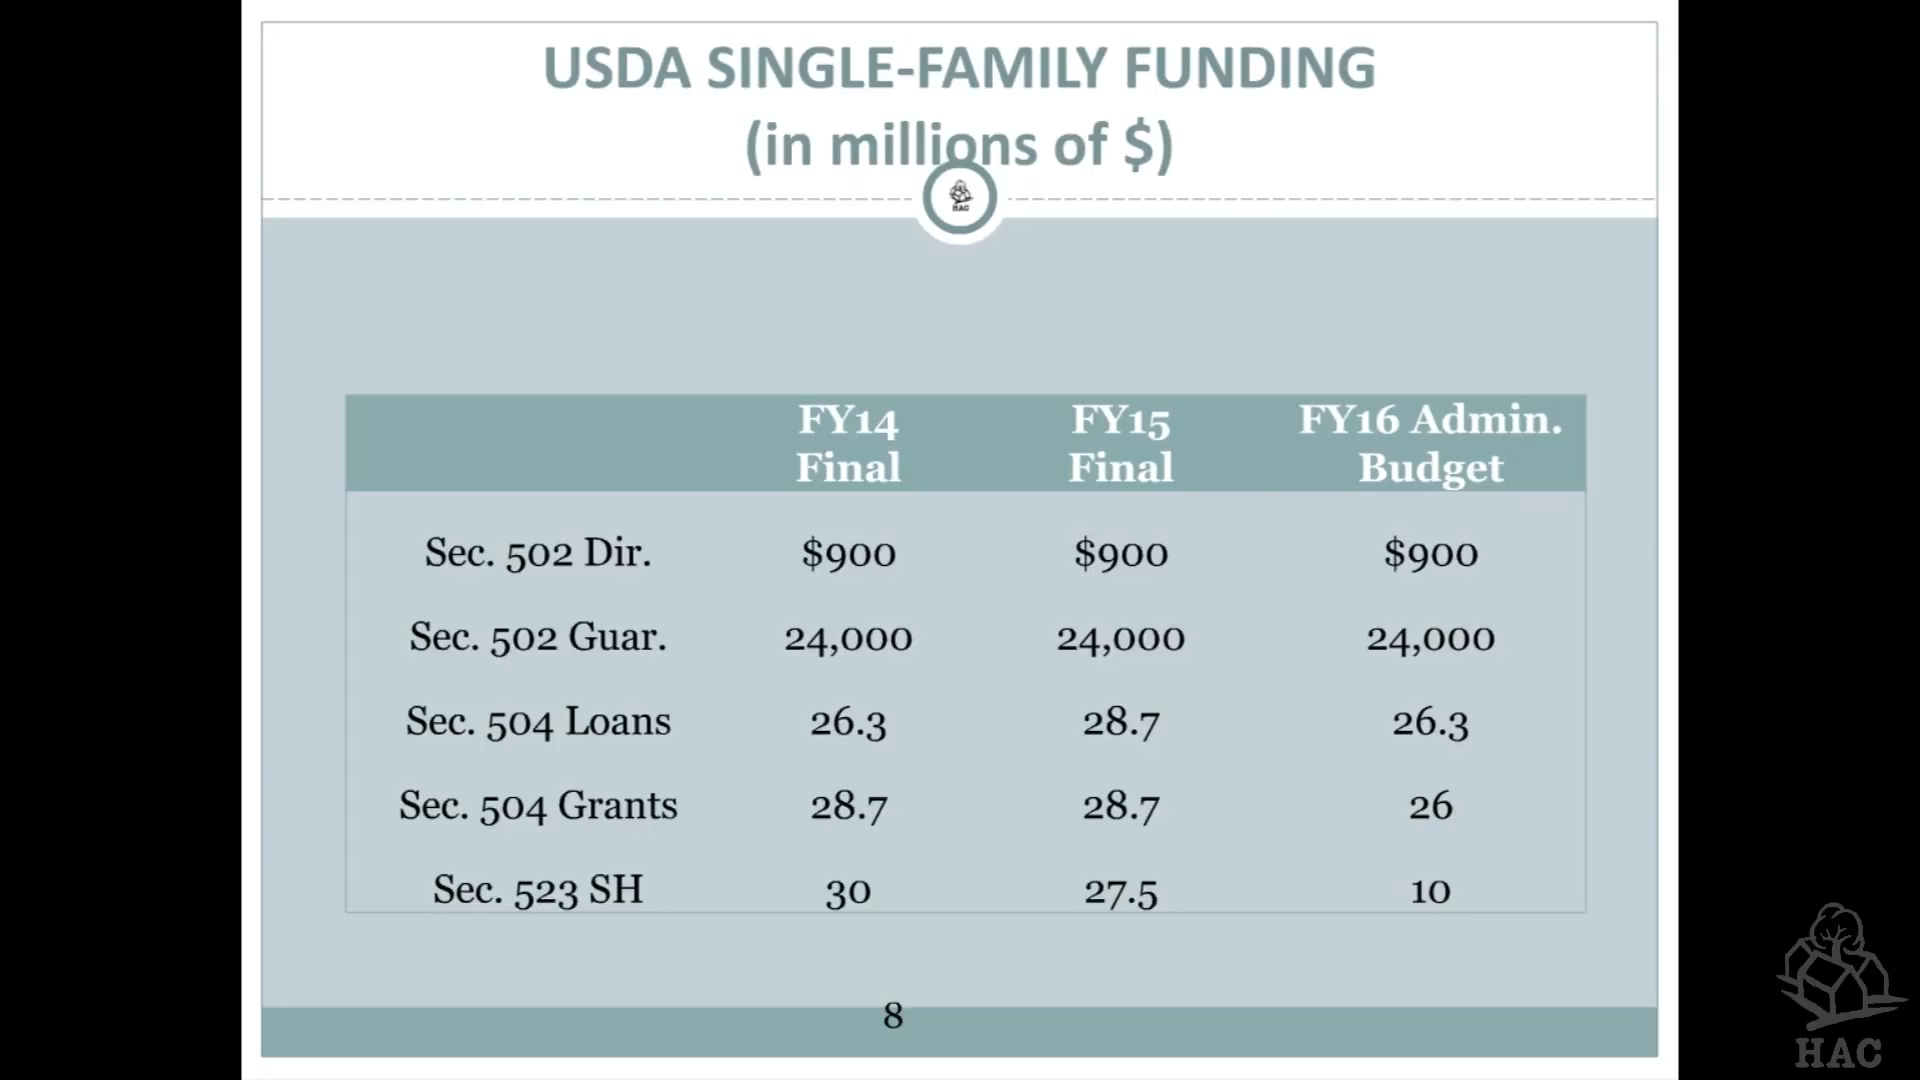 USDA SINGLE-FAMILY FUNDING
(in millions of $)
HAC
FY14 Final FY15 Final FY16 Admin. Budget
Sec. 502 Dir. $900 $900 $900
Sec. 502 Guar. 24,000 24,000 24,000
Sec. 504 Loans 26.3 28.7 26.3
Sec. 504 Grants 28.7 28.7 26
Sec. 523 SH 30 27.5 10
8
HAC